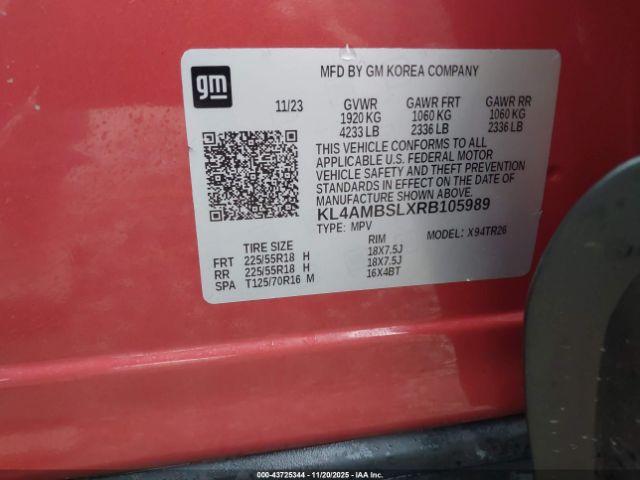 gm
MFD BY GM KOREA COMPANY
11/23 GVWR GAWR FRT GAWR RR
1920 KG 1060 KG 1060 KG
4233 LB 2336 LB 2336 LB
THIS VEHICLE CONFORMS TO ALL
APPLICABLE U.S. FEDERAL MOTOR
VEHICLE SAFETY AND THEFT PREVENTION
STANDARDS IN EFFECT ON THE DATE OF
MANUFACTURE SHOWN ABOVE.
KL4AMBSLXRB105989
TYPE: MPV MODEL: X94TR26
TIRE SIZE RIM
FRT 225/55R18 H 18X7.5J
RR 225/55R18 H 18X7.5J
SPA T125/70R16 M 16X4BT
000-43725344 - 11/20/2025 - IAA Inc.